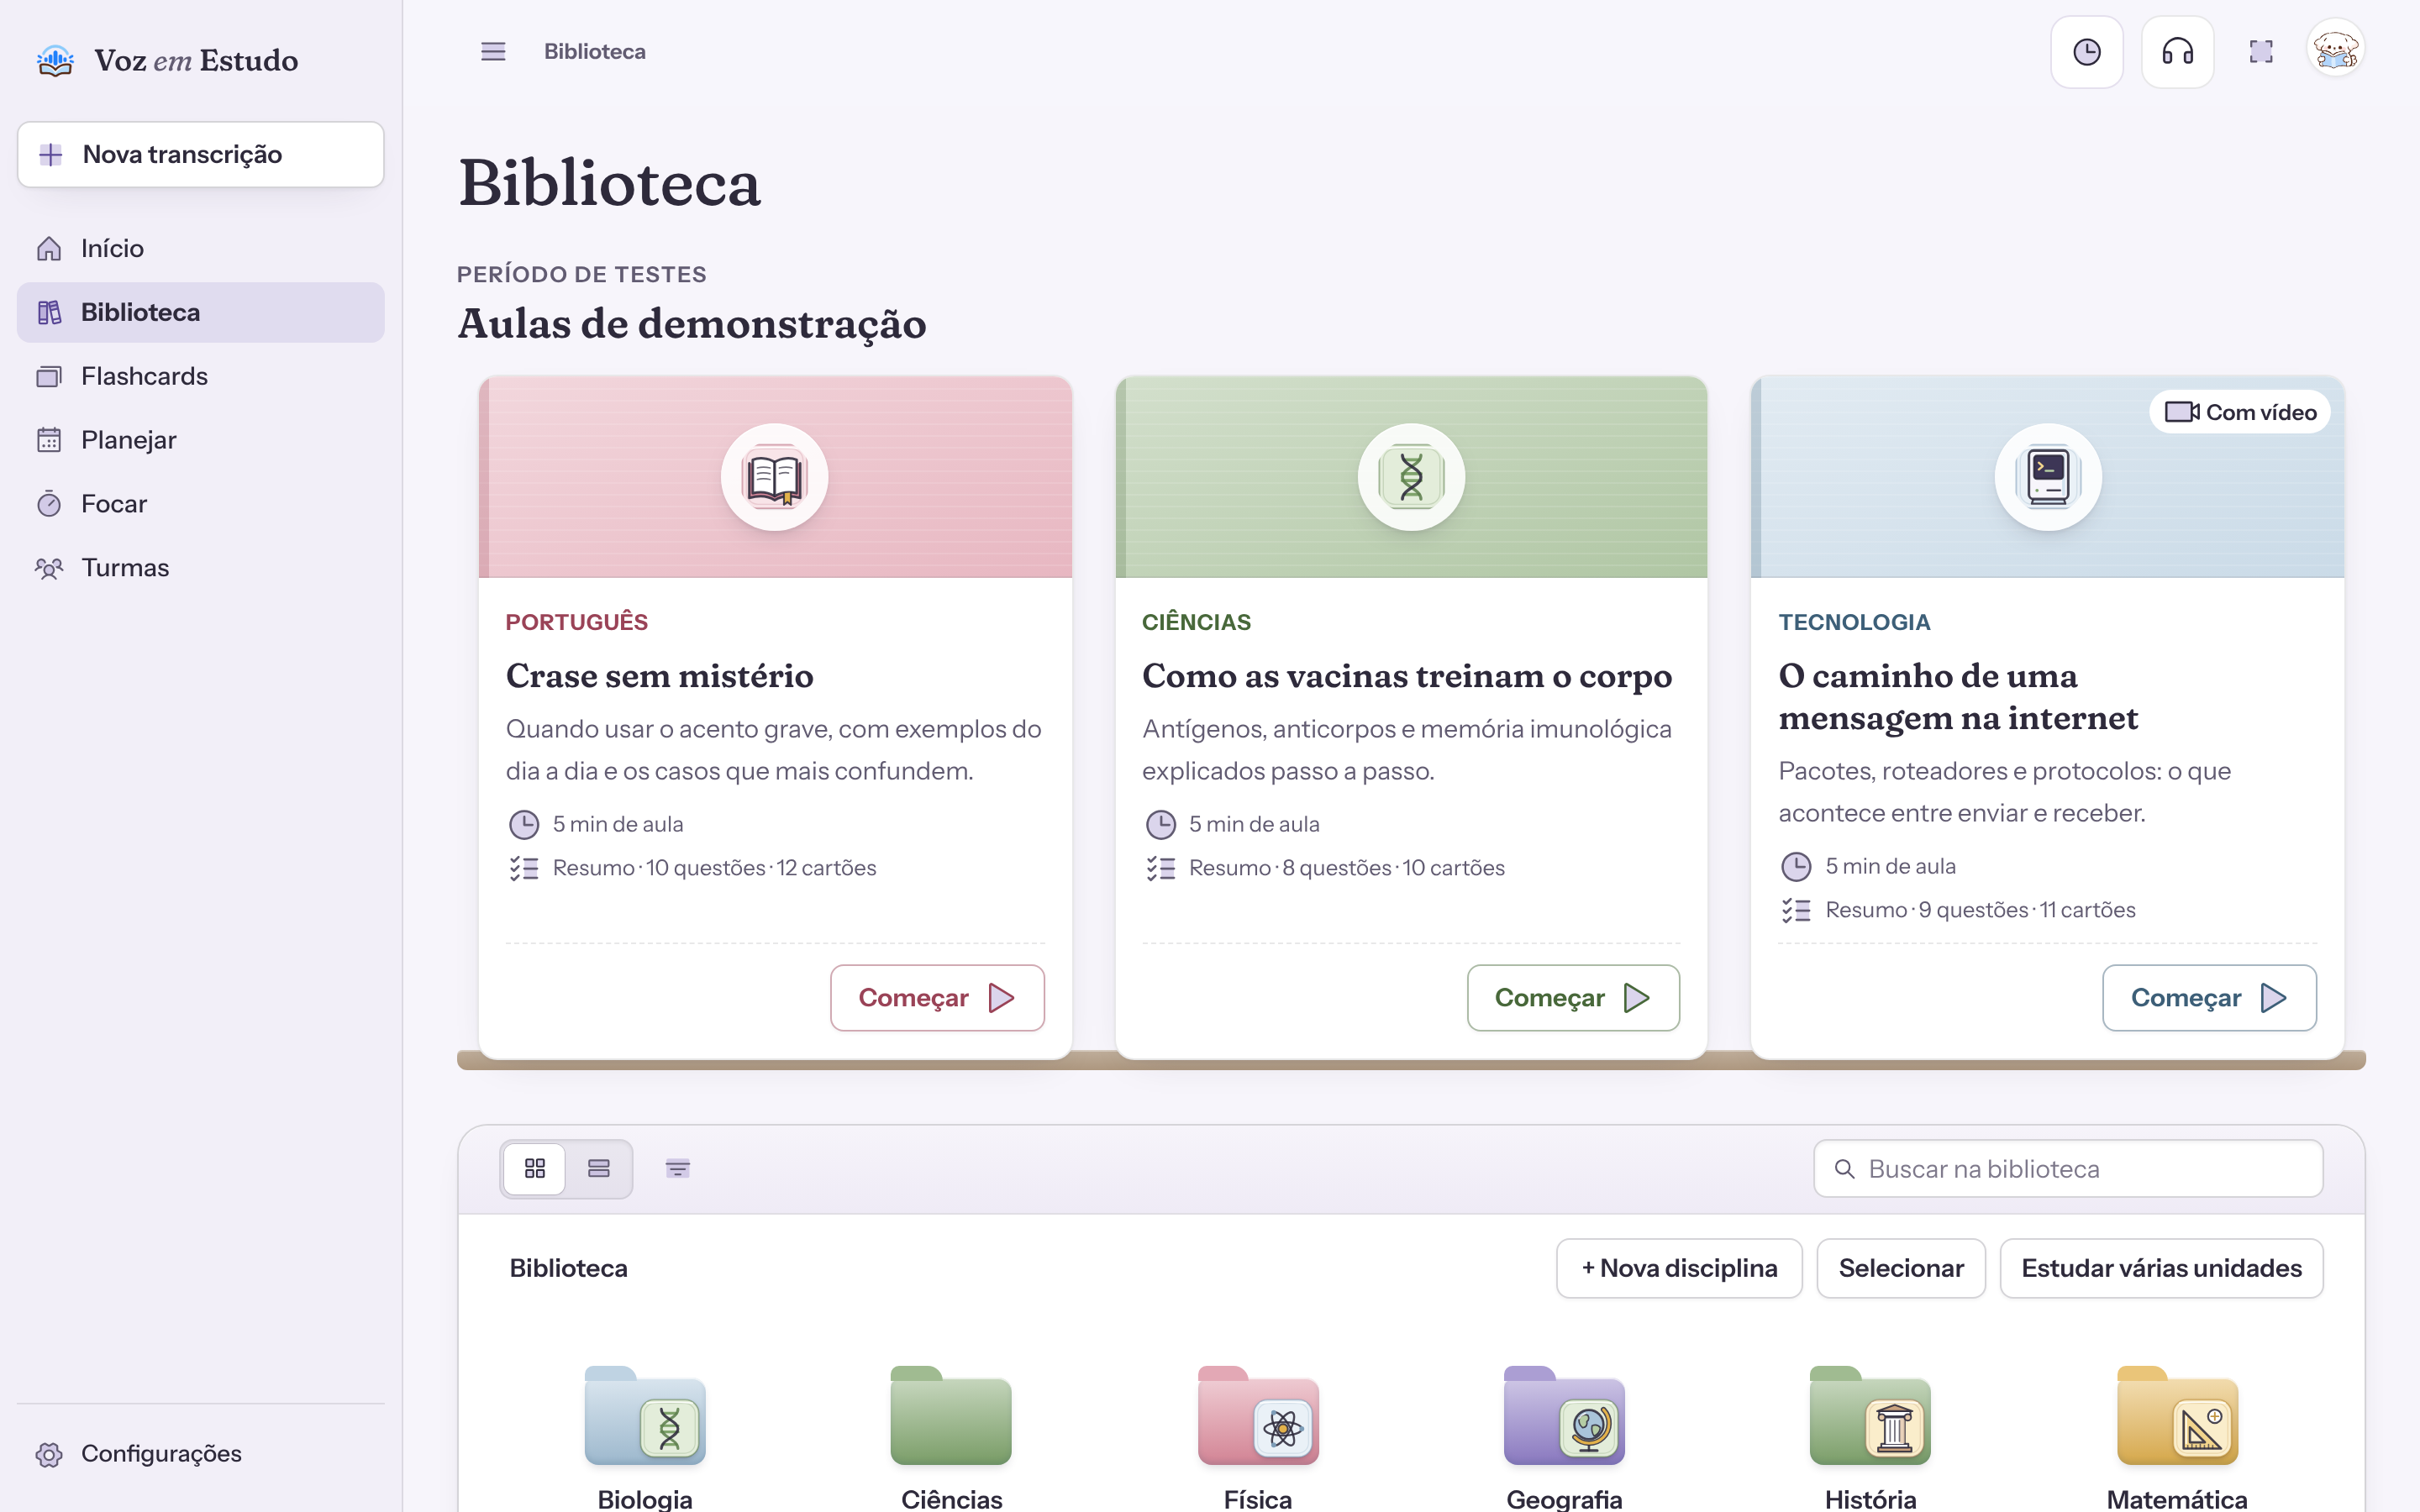 Voz em Estudo
Nova transcrição
Início
Biblioteca
Flashcards
Planejar
Focar
Turmas
Configurações
Biblioteca
Biblioteca
PERÍODO DE TESTES
Aulas de demonstração
PORTUGUÊS
Crase sem mistério
Quando usar o acento grave, com exemplos do
dia a dia e os casos que mais confundem.
5 min de aula
Resumo · 10 questões · 12 cartões
Começar
CIÊNCIAS
Como as vacinas treinam o corpo
Antígenos, anticorpos e memória imunológica
explicados passo a passo.
5 min de aula
Resumo · 8 questões · 10 cartões
Começar
Com vídeo
TECNOLOGIA
O caminho de uma
mensagem na internet
Pacotes, roteadores e protocolos: o que
acontece entre enviar e receber.
5 min de aula
Resumo · 9 questões · 11 cartões
Começar
Buscar na biblioteca
Biblioteca
+ Nova disciplina
Selecionar
Estudar várias unidades
Biologia
Ciências
Física
Geografia
História
Matemática